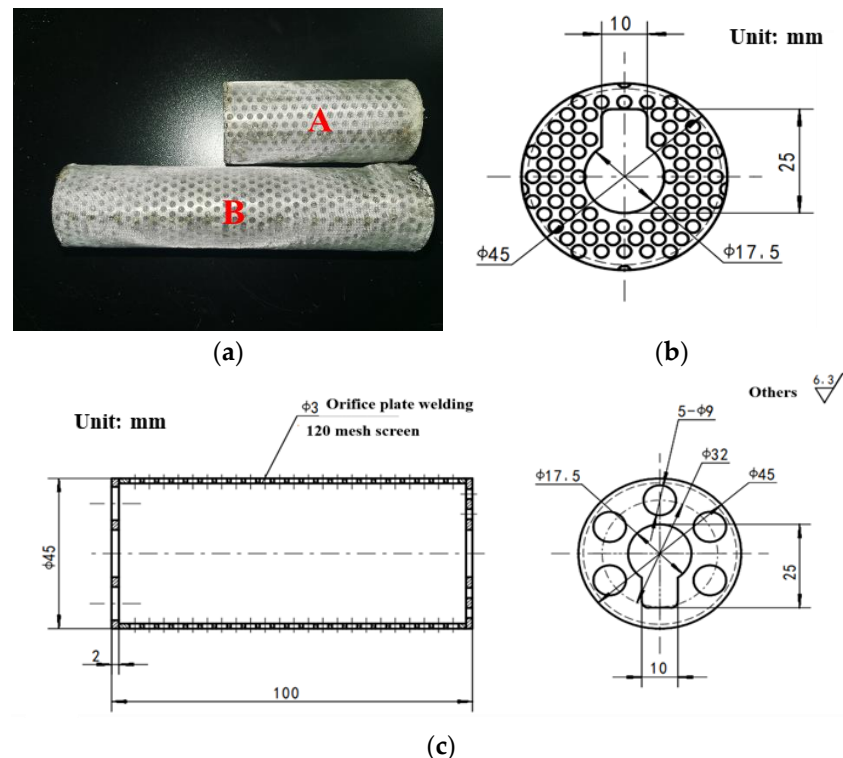 A
B
(a)
10
Unit: mm
25
Φ45
Φ17.5
(b)
Unit: mm
Φ3 Orifice plate welding
120 mesh screen
Φ45
2
100
Others 6.3
5-Φ9
Φ32
Φ17.5
Φ45
25
10
(c)